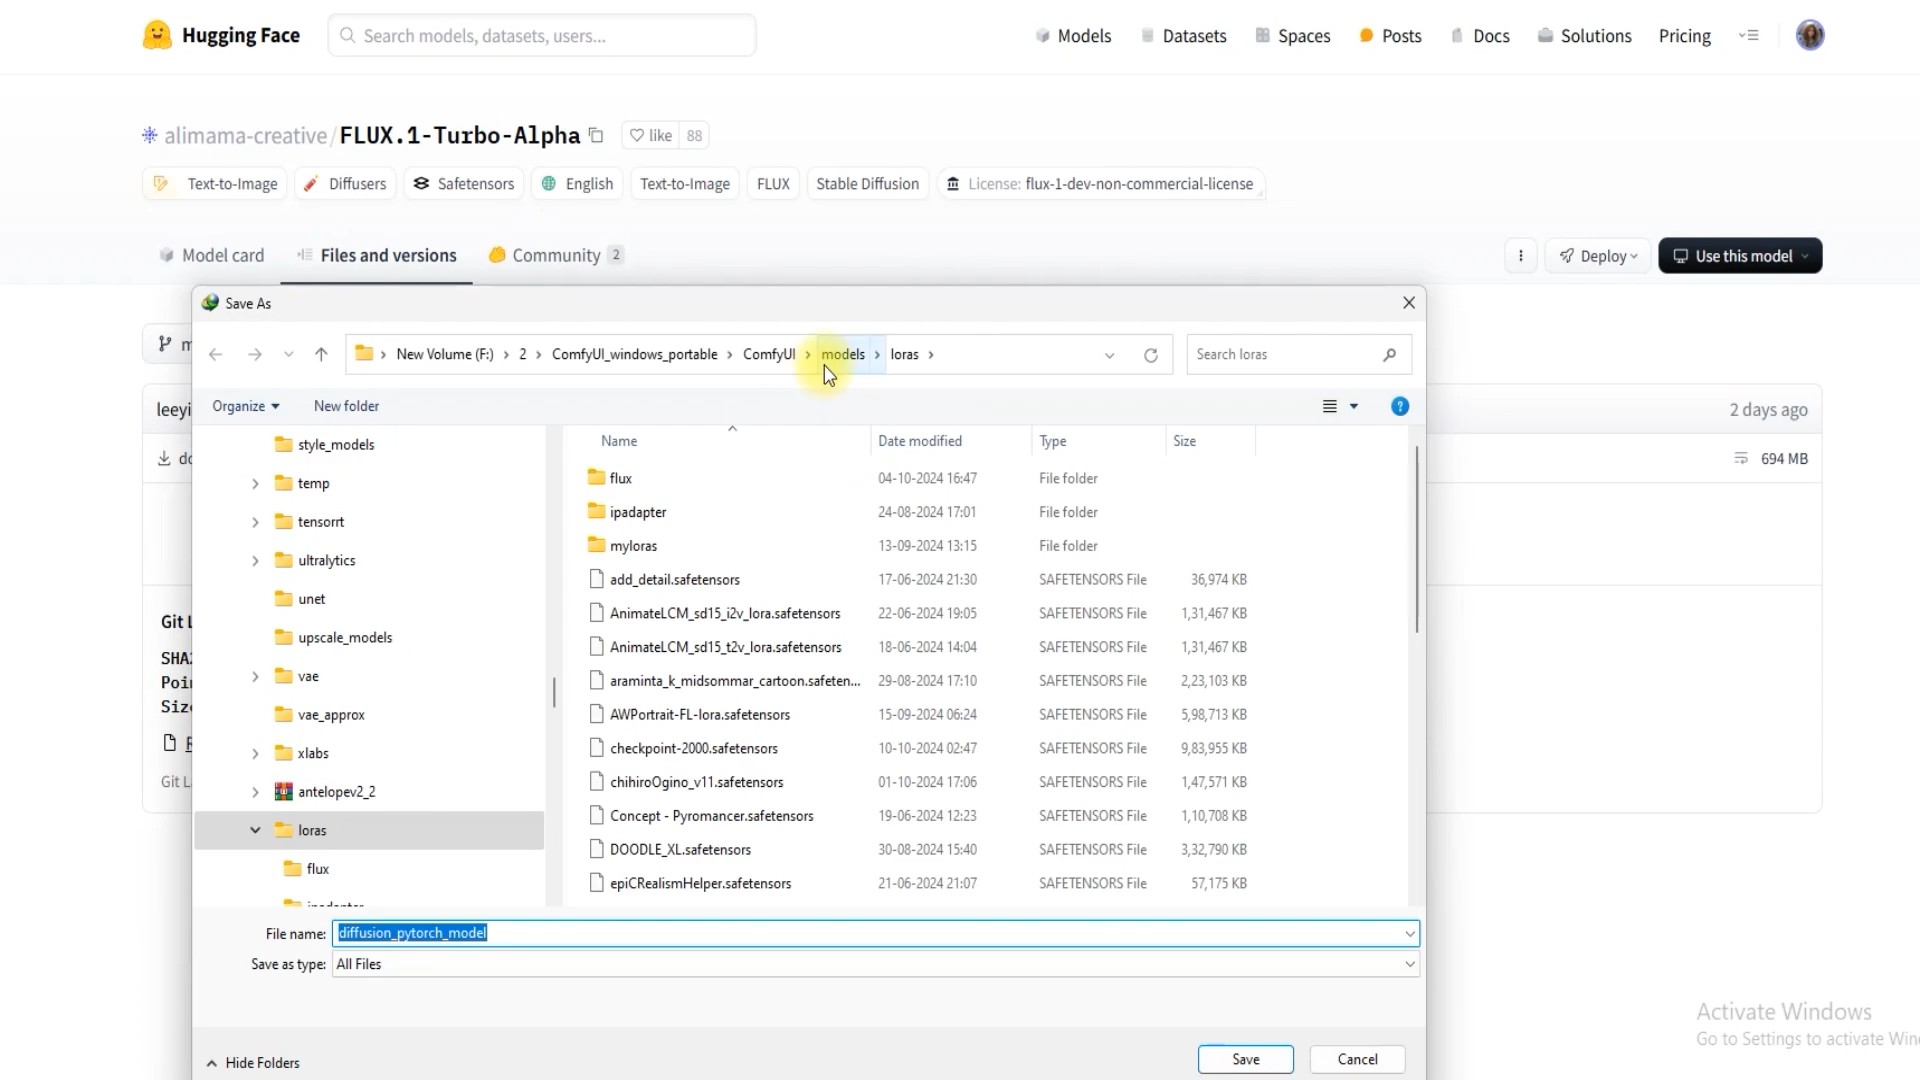 Hugging Face
Search models, datasets, users...
Models
Datasets
Spaces
Posts
Docs
Solutions
Pricing
alimama-creative/FLUX.1-Turbo-Alpha
like 88
Text-to-Image
Diffusers
Safetensors
English
Text-to-Image
FLUX
Stable Diffusion
License: flux-1-dev-non-commercial-license
Model card
Files and versions
Community 2
Deploy
Use this model
Save As
New Volume (F:) › 2 › ComfyUI_windows_portable › ComfyUI › models › loras ›
Search loras
Organize
New folder
2 days ago
694 MB
style_models
temp
tensorrt
ultralytics
unet
upscale_models
vae
vae_approx
xlabs
antelopev2_2
loras
flux
Name Date modified Type Size
flux 04-10-2024 16:47 File folder
ipadapter 24-08-2024 17:01 File folder
myloras 13-09-2024 13:15 File folder
add_detail.safetensors 17-06-2024 21:30 SAFETENSORS File 36,974 KB
AnimateLCM_sd15_i2v_lora.safetensors 22-06-2024 19:05 SAFETENSORS File 1,31,467 KB
AnimateLCM_sd15_t2v_lora.safetensors 18-06-2024 14:04 SAFETENSORS File 1,31,467 KB
araminta_k_midsommar_cartoon.safeten... 29-08-2024 17:10 SAFETENSORS File 2,23,103 KB
AWPortrait-FL-lora.safetensors 15-09-2024 06:24 SAFETENSORS File 5,98,713 KB
checkpoint-2000.safetensors 10-10-2024 02:47 SAFETENSORS File 9,83,955 KB
chihiroOgino_v11.safetensors 01-10-2024 17:06 SAFETENSORS File 1,47,571 KB
Concept - Pyromancer.safetensors 19-06-2024 12:23 SAFETENSORS File 1,10,708 KB
DOODLE_XL.safetensors 30-08-2024 15:40 SAFETENSORS File 3,32,790 KB
epiCRealismHelper.safetensors 21-06-2024 21:07 SAFETENSORS File 57,175 KB
File name: diffusion_pytorch_model
Save as type: All Files
Hide Folders
Save
Cancel
Activate Windows
Go to Settings to activate Win